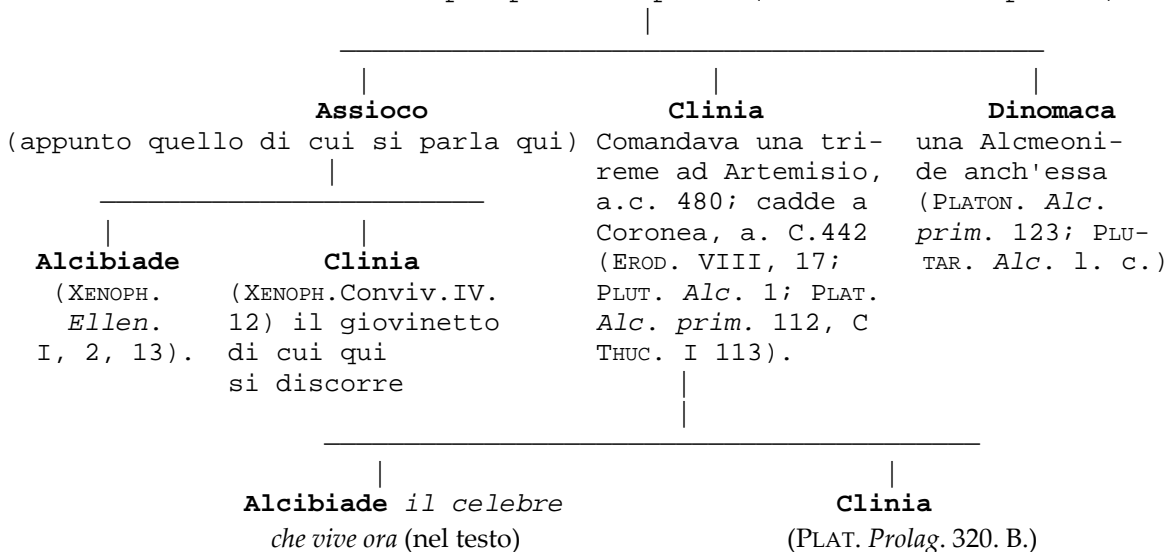 Assioco
(appunto quello di cui si parla qui)
Clinia
Comandava una tri-
reme ad Artemisio,
a.c. 480; cadde a
Coronea, a. C.442
(EROD. VIII, 17;
PLUT. Alc. 1; PLAT.
Alc. prim. 112, C
THUC. I 113).
Dinomaca
una Alcmeoni-
de anch'essa
(PLATON. Alc.
prim. 123; PLU-
TAR. Alc. l. c.)
Alcibiade
(XENOPH.
Ellen.
I, 2, 13).
Clinia
(XENOPH.Conviv.IV.
12) il giovinetto
di cui qui
si discorre
Alcibiade il celebre
che vive ora (nel testo)
Clinia
(PLAT. Prolag. 320. B.)